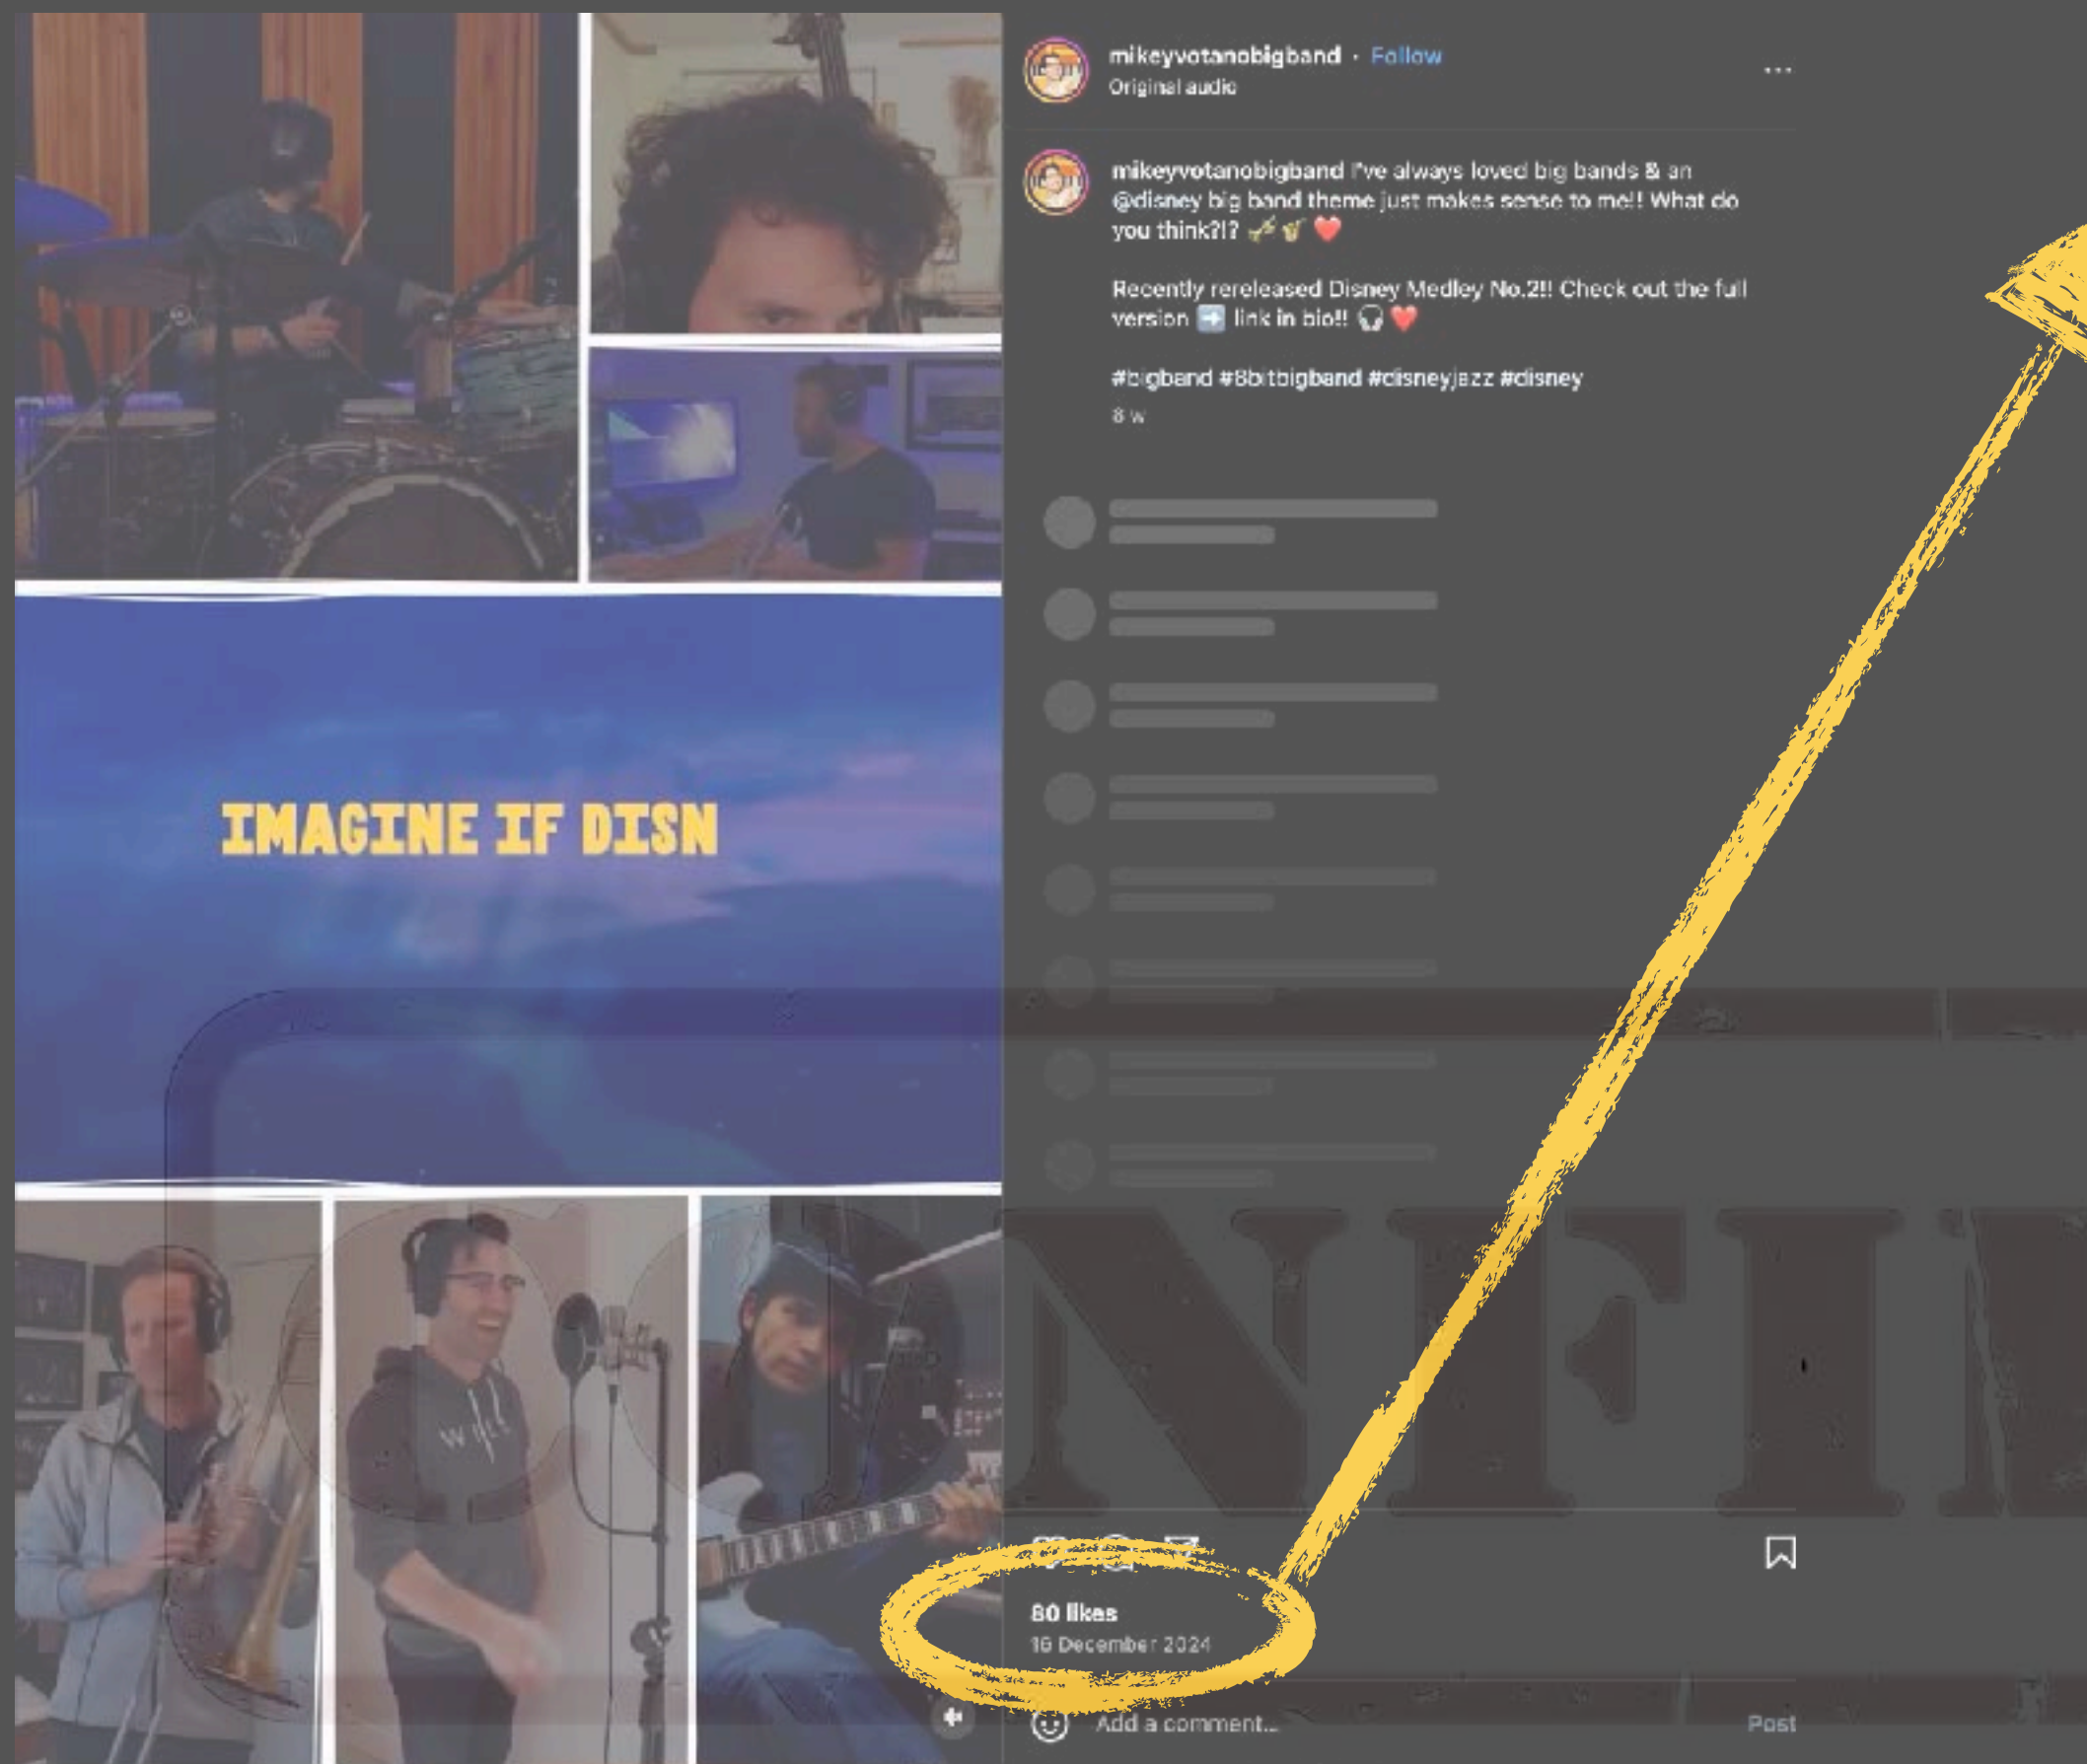 mikeyvotanobigband · Follow
Original audio
mikeyvotanobigband I've always loved big bands & an
@disney big band theme just makes sense to me!! What do
you think?!? 🎺🎷❤️
Recently rereleased Disney Medley No.2!! Check out the full
version ➡️ link in bio!! 🎧❤️
#bigband #8bitbigband #disneyjazz #disney
8 w
IMAGINE IF DISN
80 likes
16 December 2024
Add a comment...
Post